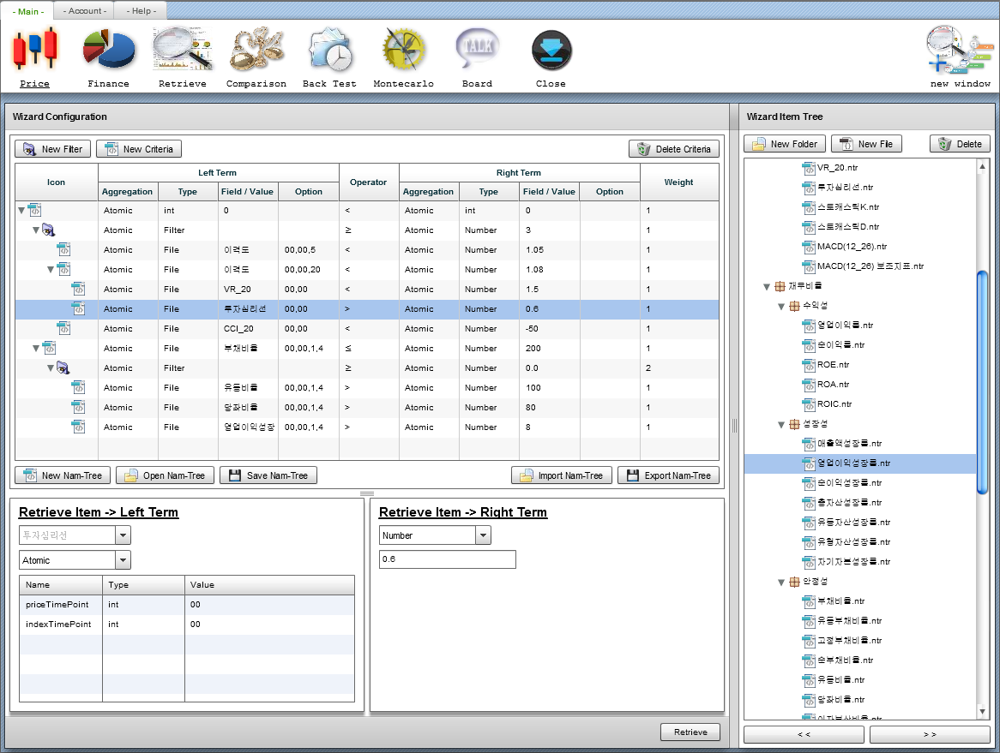 - Main -
- Account -
- Help -
Price
Finance
Retrieve
Comparison
Back Test
Montecarlo
TALK
Board
Close
new window
Wizard Configuration
New Filter
New Criteria
Delete Criteria
Icon
Left Term
Operator
Right Term
Weight
Aggregation Type Field / Value Option
Aggregation Type Field / Value Option
Atomic int 0 < Atomic int 0 1
Atomic Filter ≥ Atomic Number 3 1
Atomic File 이격도 00,00,5 < Atomic Number 1.05 1
Atomic File 이격도 00,00,20 < Atomic Number 1.08 1
Atomic File VR_20 00,00 < Atomic Number 1.5 1
Atomic File 투자심리선 00,00 > Atomic Number 0.6 1
Atomic File CCI_20 00,00 < Atomic Number -50 1
Atomic File 부채비율 00,00,1,4 ≤ Atomic Number 200 1
Atomic Filter ≥ Atomic Number 0.0 2
Atomic File 유동비율 00,00,1,4 > Atomic Number 100 1
Atomic File 당좌비율 00,00,1,4 > Atomic Number 80 1
Atomic File 영업이익성장 00,00,1,4 > Atomic Number 8 1
New Nam-Tree
Open Nam-Tree
Save Nam-Tree
Import Nam-Tree
Export Nam-Tree
Retrieve Item -> Left Term
투자심리선
Atomic
Name Type Value
priceTimePoint int 00
indexTimePoint int 00
Retrieve Item -> Right Term
Number
0.6
Retrieve
Wizard Item Tree
New Folder
New File
Delete
VR_20.ntr
투자심리선.ntr
스토캐스틱K.ntr
스토캐스틱D.ntr
MACD(12_26).ntr
MACD(12_26) 보조지표.ntr
재무비율
수익성
영업이익률.ntr
순이익률.ntr
ROE.ntr
ROA.ntr
ROIC.ntr
성장성
매출액성장률.ntr
영업이익성장률.ntr
순이익성장률.ntr
총자산성장률.ntr
유동자산성장률.ntr
유형자산성장률.ntr
자기자본성장률.ntr
안정성
부채비율.ntr
유동부채비율.ntr
고정부채비율.ntr
순부채비율.ntr
유동비율.ntr
당좌비율.ntr
<<
>>